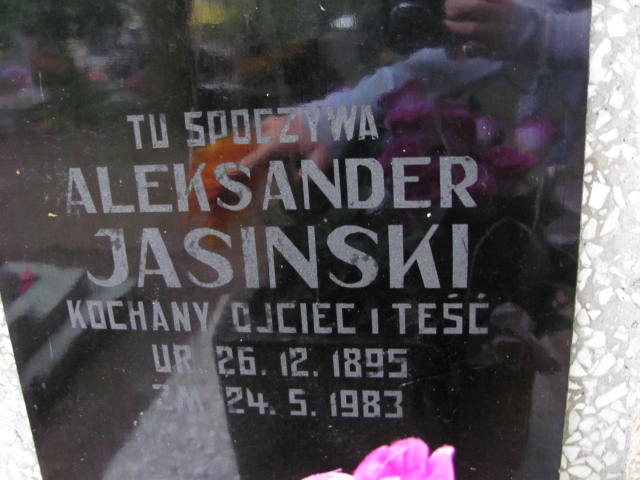 TU SPOCZYWA
ALEKSANDER
JASINSKI
KOCHANY OJCIEC I TEŚĆ
UR. 26. 12. 1895
ZM. 24. 5. 1983